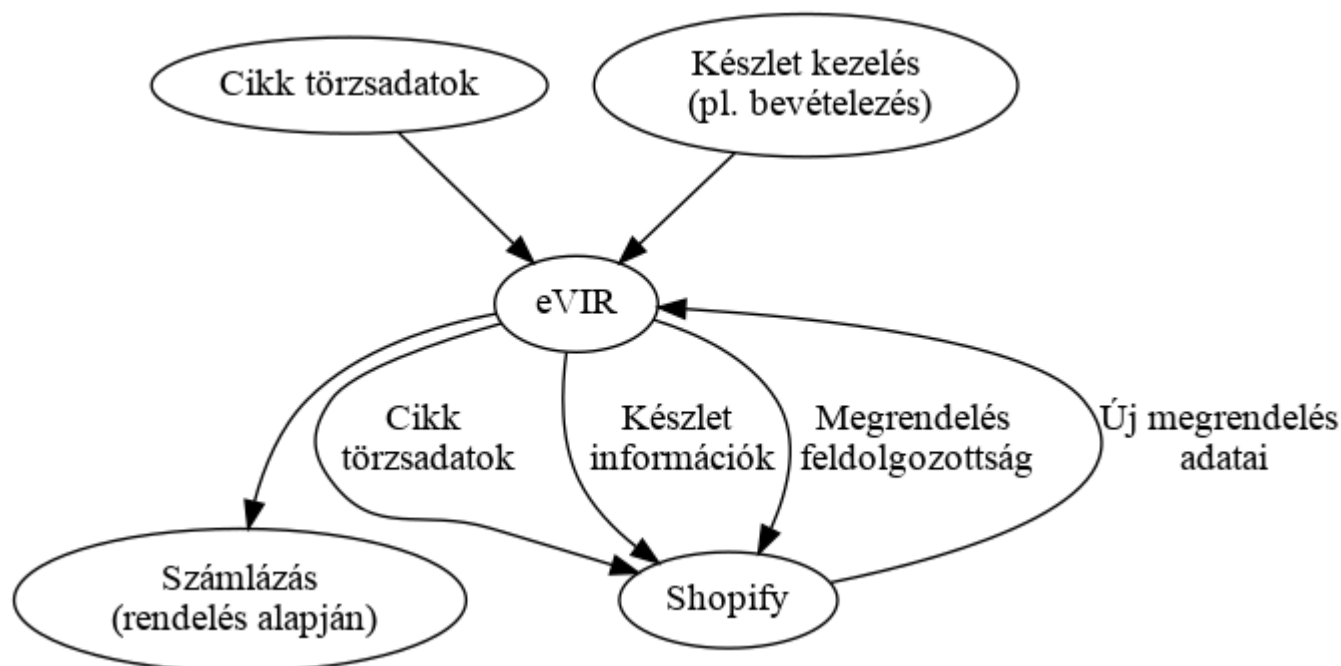 Cikk törzsadatok
Készlet kezelés
(pl. bevételezés)
eVIR
Cikk
törzsadatok
Készlet
információk
Megrendelés
feldolgozottság
Új megrendelés
adatai
Számlázás
(rendelés alapján)
Shopify